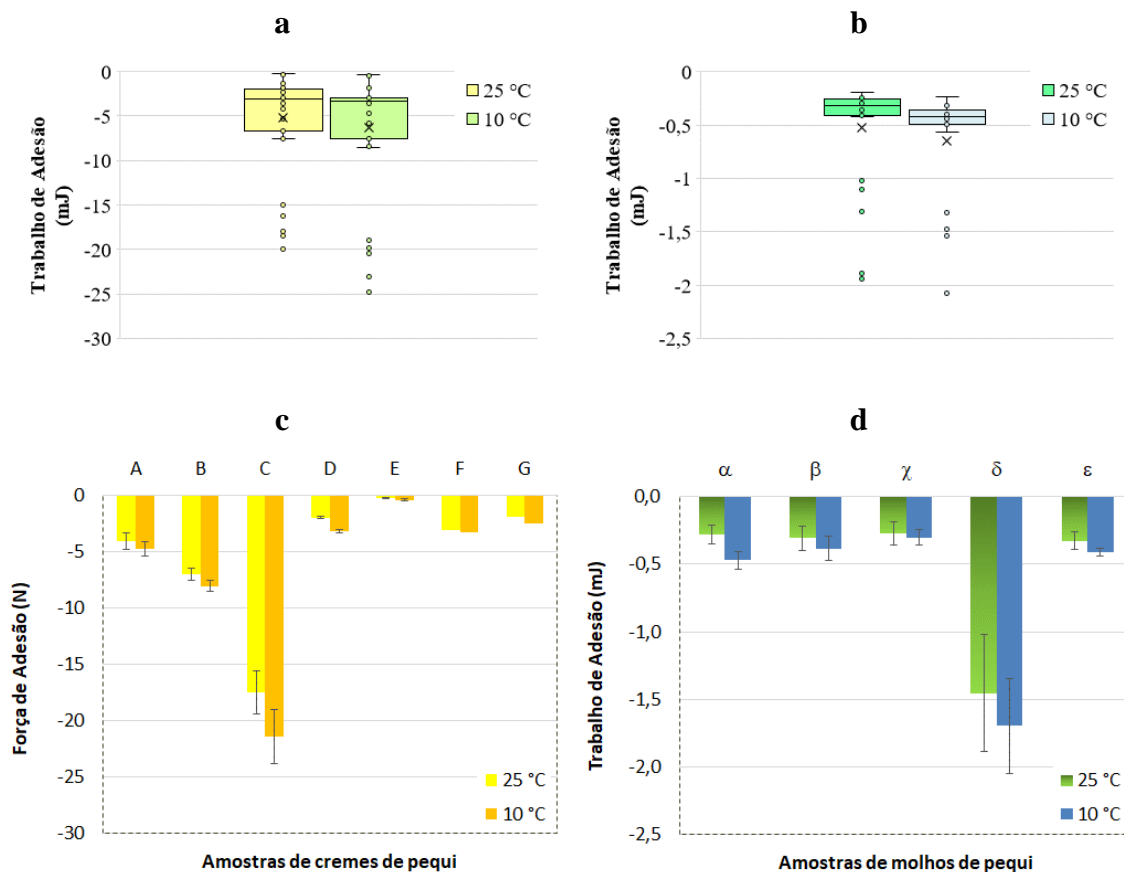 a
0
-5
-10
-15
-20
-25
-30
Trabalho de Adesão
(mJ)
25 °C
10 °C
b
0
-0,5
-1
-1,5
-2
-2,5
Trabalho de Adesão
(mJ)
25 °C
10 °C
c
A B C D E F G
0
-5
-10
-15
-20
-25
-30
Força de Adesão (N)
25 °C
10 °C
Amostras de cremes de pequi
d
α β χ δ ε
0,0
-0,5
-1,0
-1,5
-2,0
-2,5
Trabalho de Adesão (mJ)
25 °C
10 °C
Amostras de molhos de pequi